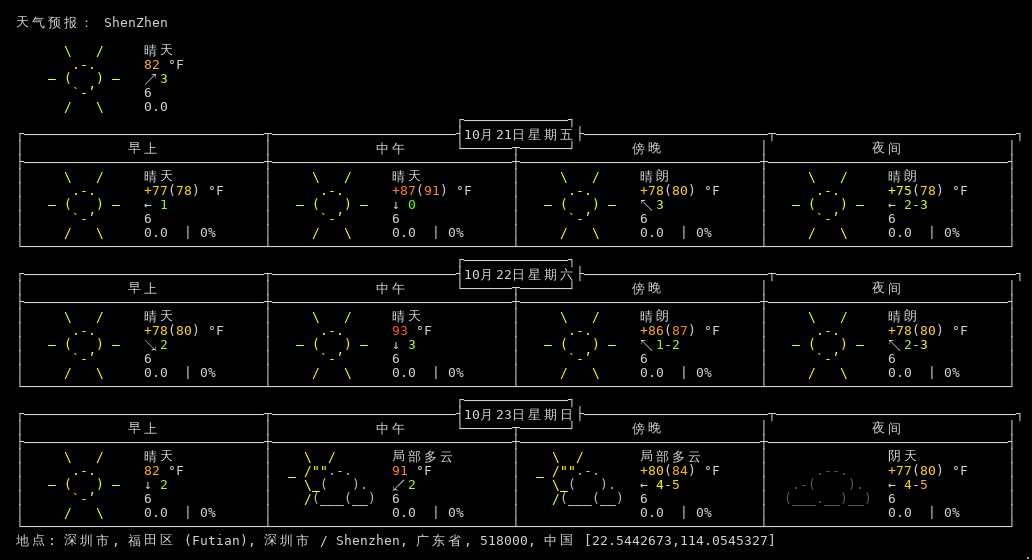 天气预报： ShenZhen
晴天
82 °F
↗3
6
0.0
10月21日星期五
早上 中午 傍晚 夜间
晴天 晴天 晴朗 晴朗
+77(78) °F +87(91) °F +78(80) °F +75(78) °F
← 1 ↓ 0 ↖3 ← 2-3
6 6 6 6
0.0 | 0% 0.0 | 0% 0.0 | 0% 0.0 | 0%
10月22日星期六
早上 中午 傍晚 夜间
晴天 晴天 晴朗 晴朗
+78(80) °F 93 °F +86(87) °F +78(80) °F
↘2 ↓ 3 ↖1-2 ↖2-3
6 6 6 6
0.0 | 0% 0.0 | 0% 0.0 | 0% 0.0 | 0%
10月23日星期日
早上 中午 傍晚 夜间
晴天 局部多云 局部多云 阴天
82 °F 91 °F +80(84) °F +77(80) °F
↓ 2 ↙2 ← 4-5 ← 4-5
6 6 6 6
0.0 | 0% 0.0 | 0% 0.0 | 0% 0.0 | 0%
地点: 深圳市, 福田区 (Futian), 深圳市 / Shenzhen, 广东省, 518000, 中国 [22.5442673,114.0545327]